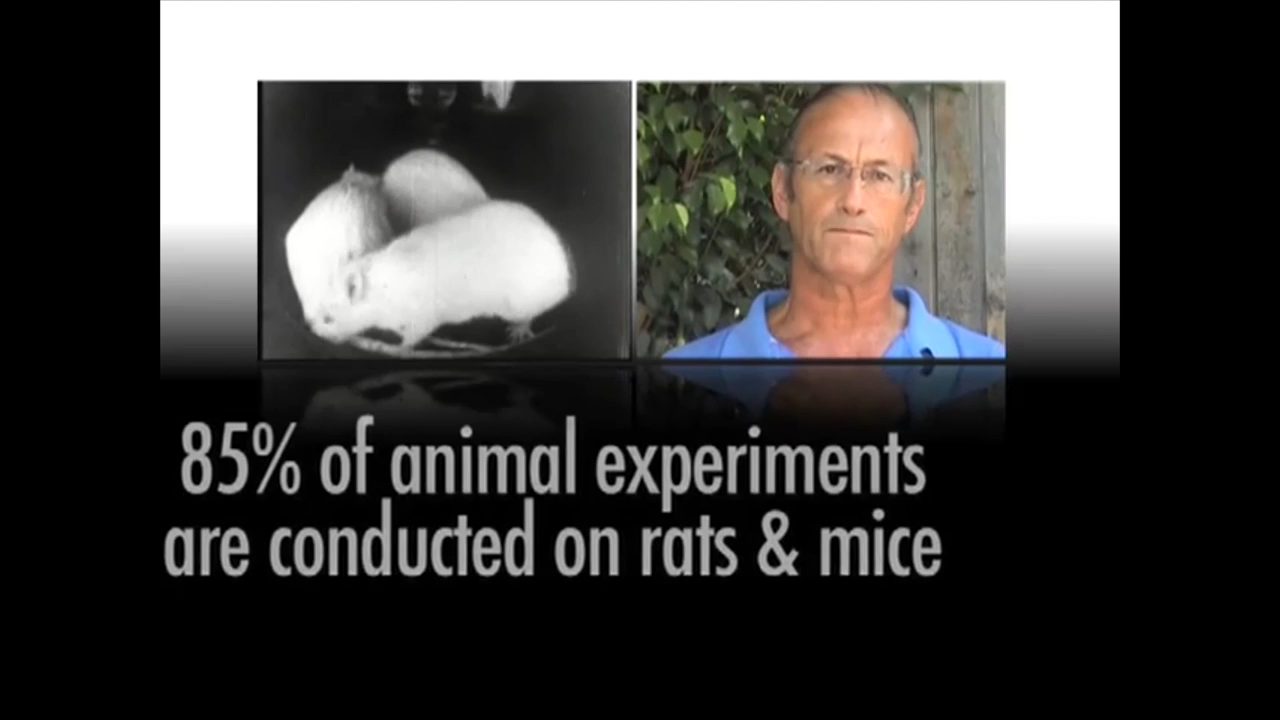 85% of animal experiments
are conducted on rats & mice